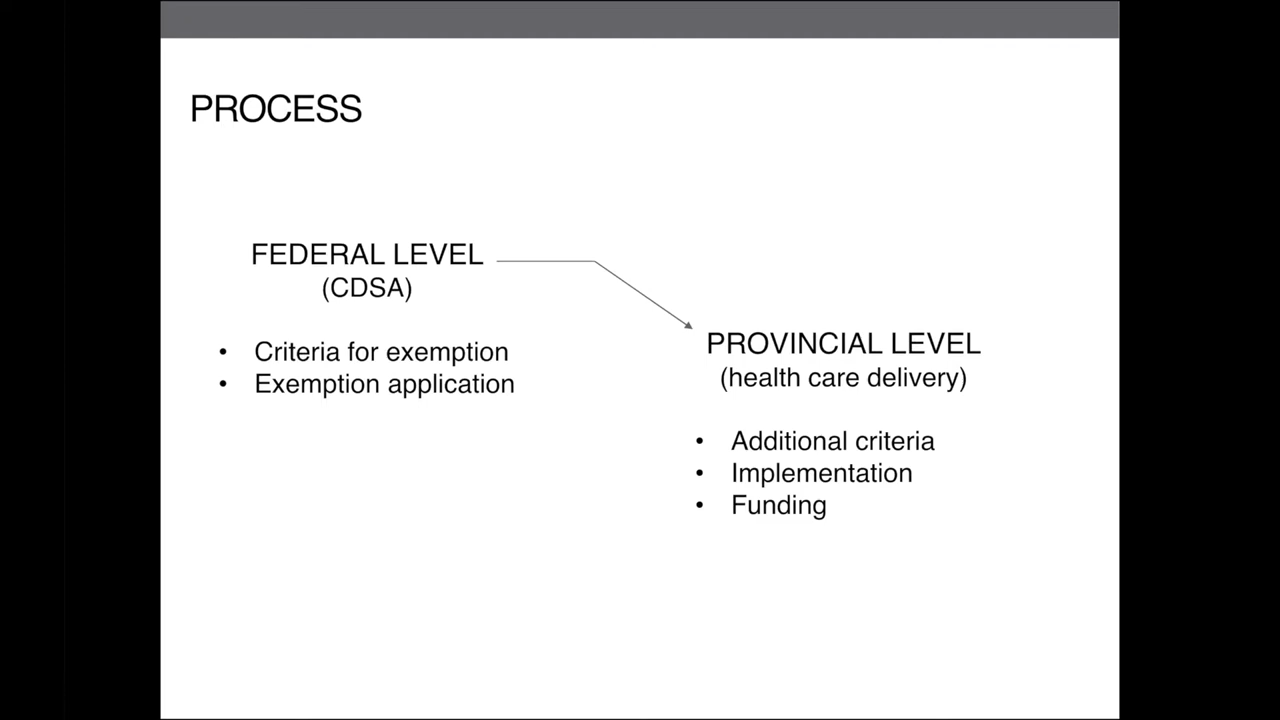 PROCESS
FEDERAL LEVEL
(CDSA)
• Criteria for exemption
• Exemption application
PROVINCIAL LEVEL
(health care delivery)
• Additional criteria
• Implementation
• Funding